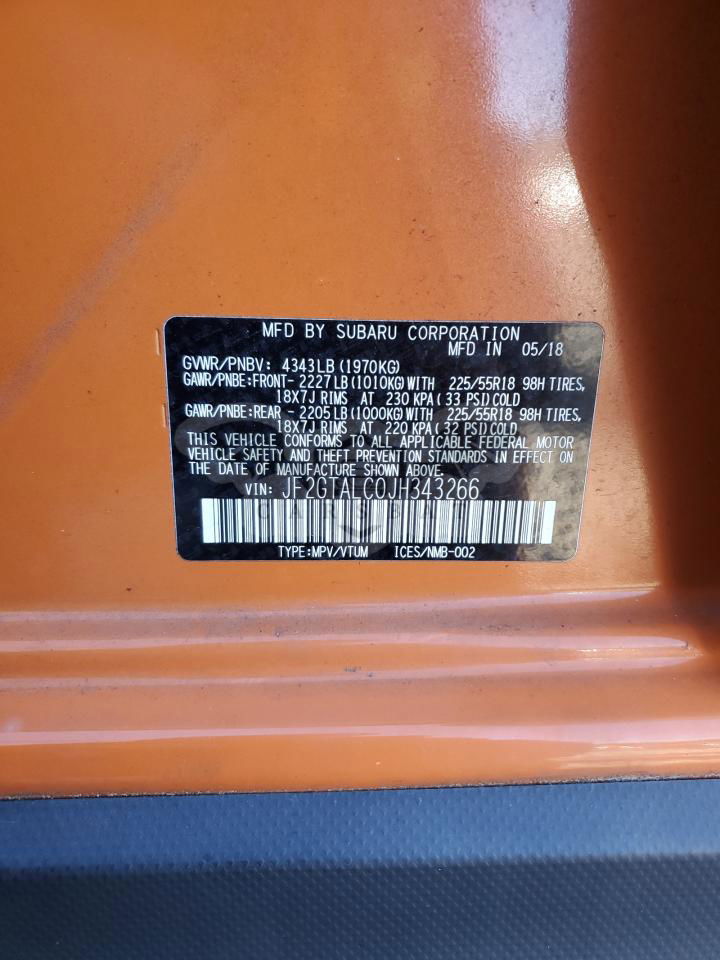 MFD BY SUBARU CORPORATION
MFD IN 05/18
GVWR/PNBV: 4343LB (1970KG)
GAWR/PNBE:FRONT- 2227LB (1010KG) WITH 225/55R18 98H TIRES,
18X7J RIMS AT 230 KPA ( 33 PSI) COLD
GAWR/PNBE:REAR - 2205LB (1000KG) WITH 225/55R18 98H TIRES,
18X7J RIMS AT 220 KPA ( 32 PSI) COLD
THIS VEHICLE CONFORMS TO ALL APPLICABLE FEDERAL MOTOR
VEHICLE SAFETY AND THEFT PREVENTION STANDARDS IN EFFECT ON
THE DATE OF MANUFACTURE SHOWN ABOVE.
VIN: JF2GTALC0JH343266
TYPE:MPV/VTUM ICES/NMB-002